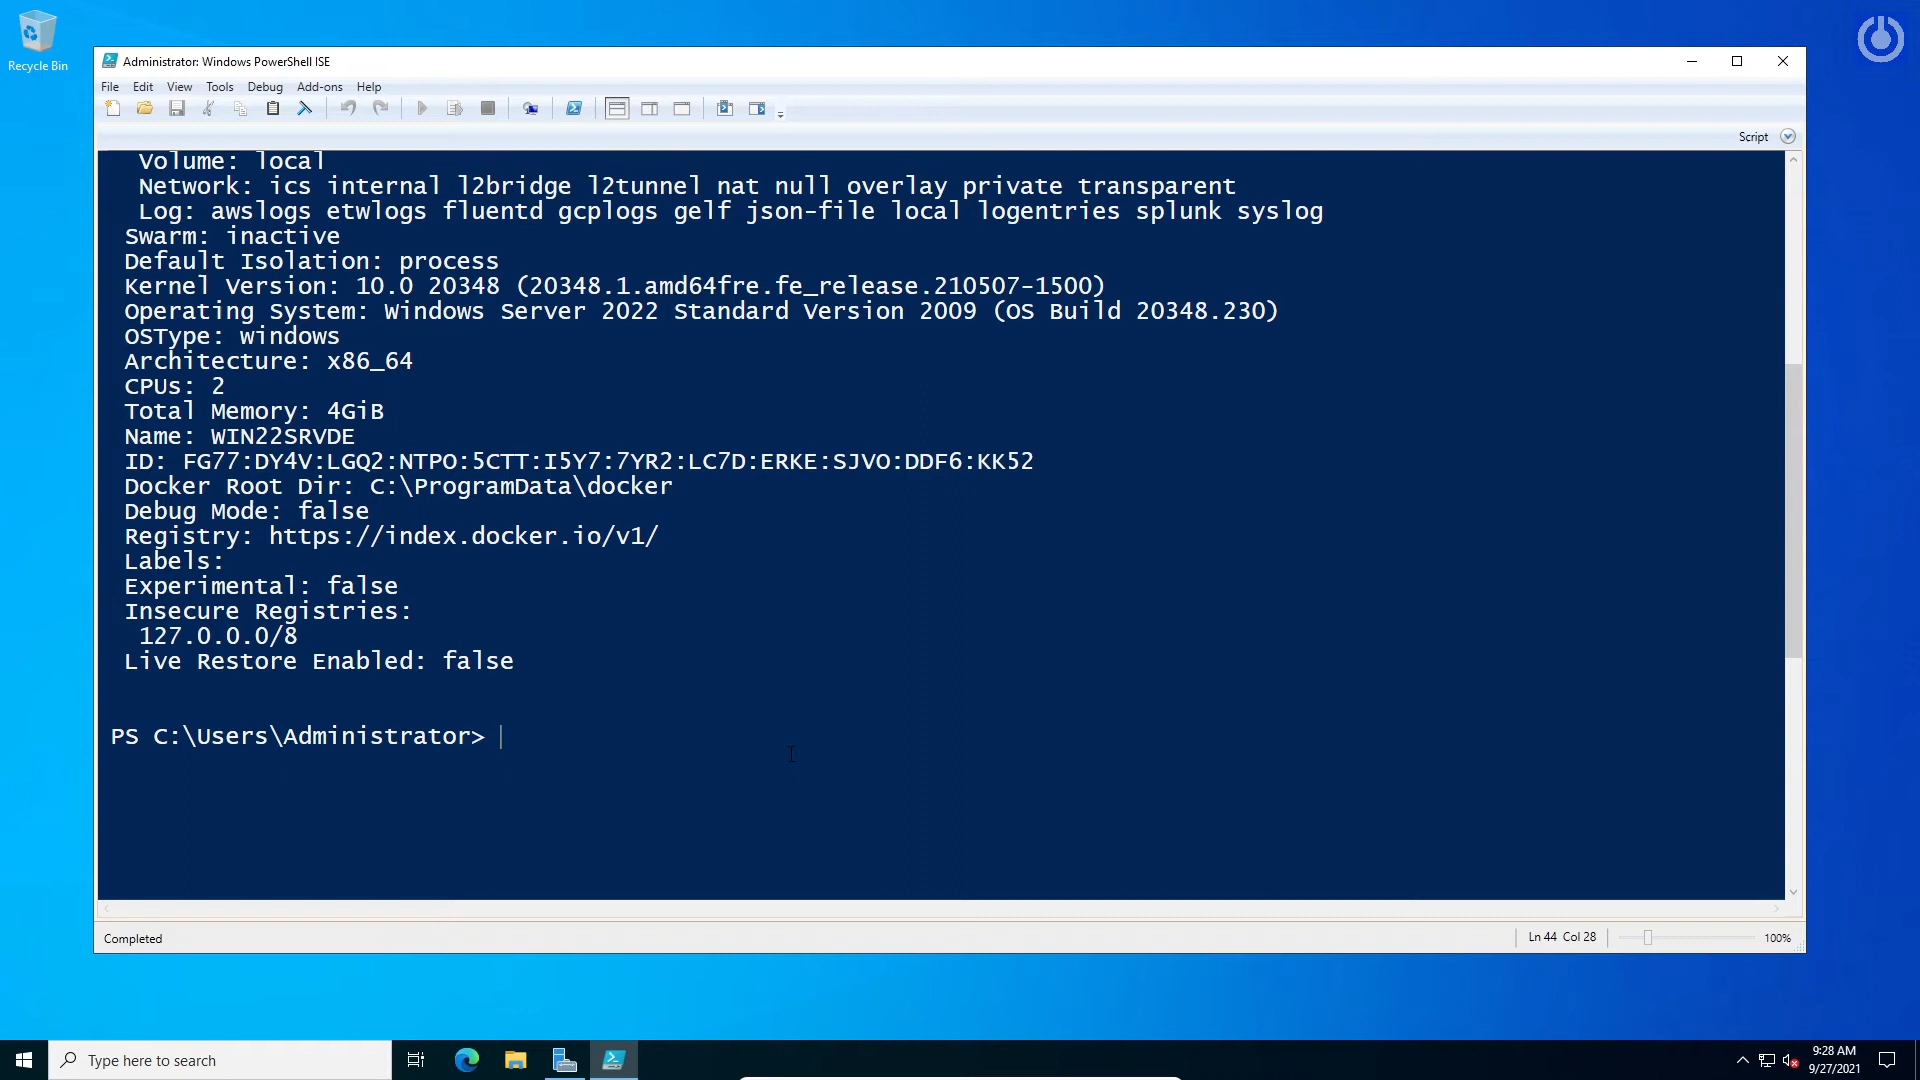 Recycle Bin
Administrator: Windows PowerShell ISE
File Edit View Tools Debug Add-ons Help
Script
Volume: local
Network: ics internal l2bridge l2tunnel nat null overlay private transparent
Log: awslogs etwlogs fluentd gcplogs gelf json-file local logentries splunk syslog
Swarm: inactive
Default Isolation: process
Kernel Version: 10.0 20348 (20348.1.amd64fre.fe_release.210507-1500)
Operating System: Windows Server 2022 Standard Version 2009 (OS Build 20348.230)
OSType: windows
Architecture: x86_64
CPUs: 2
Total Memory: 4GiB
Name: WIN22SRVDE
ID: FG77:DY4V:LGQ2:NTPO:5CTT:I5Y7:7YR2:LC7D:ERKE:SJVO:DDF6:KK52
Docker Root Dir: C:\ProgramData\docker
Debug Mode: false
Registry: https://index.docker.io/v1/
Labels:
Experimental: false
Insecure Registries:
127.0.0.0/8
Live Restore Enabled: false
PS C:\Users\Administrator>
Completed
Ln 44 Col 28
100%
Type here to search
9:28 AM
9/27/2021